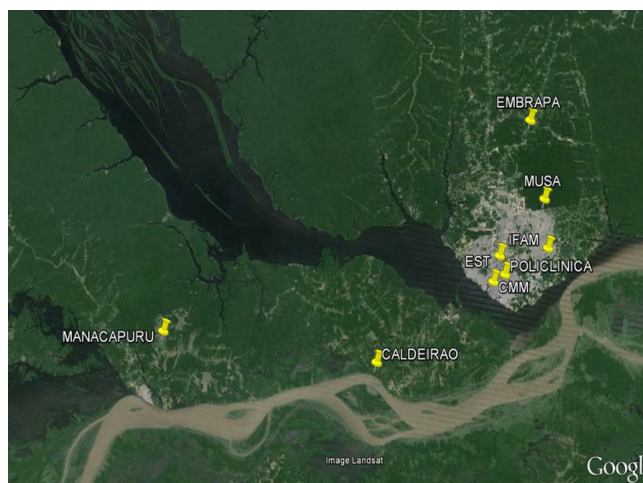 EMBRAPA
MUSA
IFAM
EST
POLICLINICA
CMM
MANACAPURU
CALDEIRAO
Image Landsat
Googl